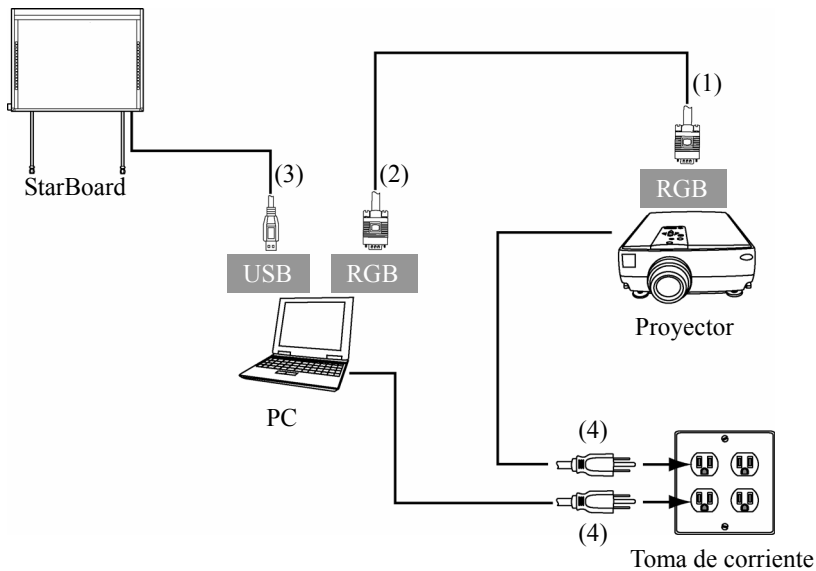 (1)
RGB
StarBoard
(3)
(2)
USB
RGB
Proyector
PC
(4)
(4)
Toma de corriente